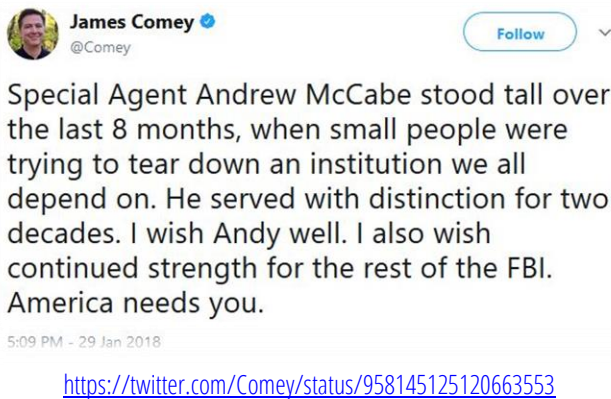 James Comey
@Comey
Follow
Special Agent Andrew McCabe stood tall over
the last 8 months, when small people were
trying to tear down an institution we all
depend on. He served with distinction for two
decades. I wish Andy well. I also wish
continued strength for the rest of the FBI.
America needs you.
5:09 PM - 29 Jan 2018
https://twitter.com/Comey/status/958145125120663553